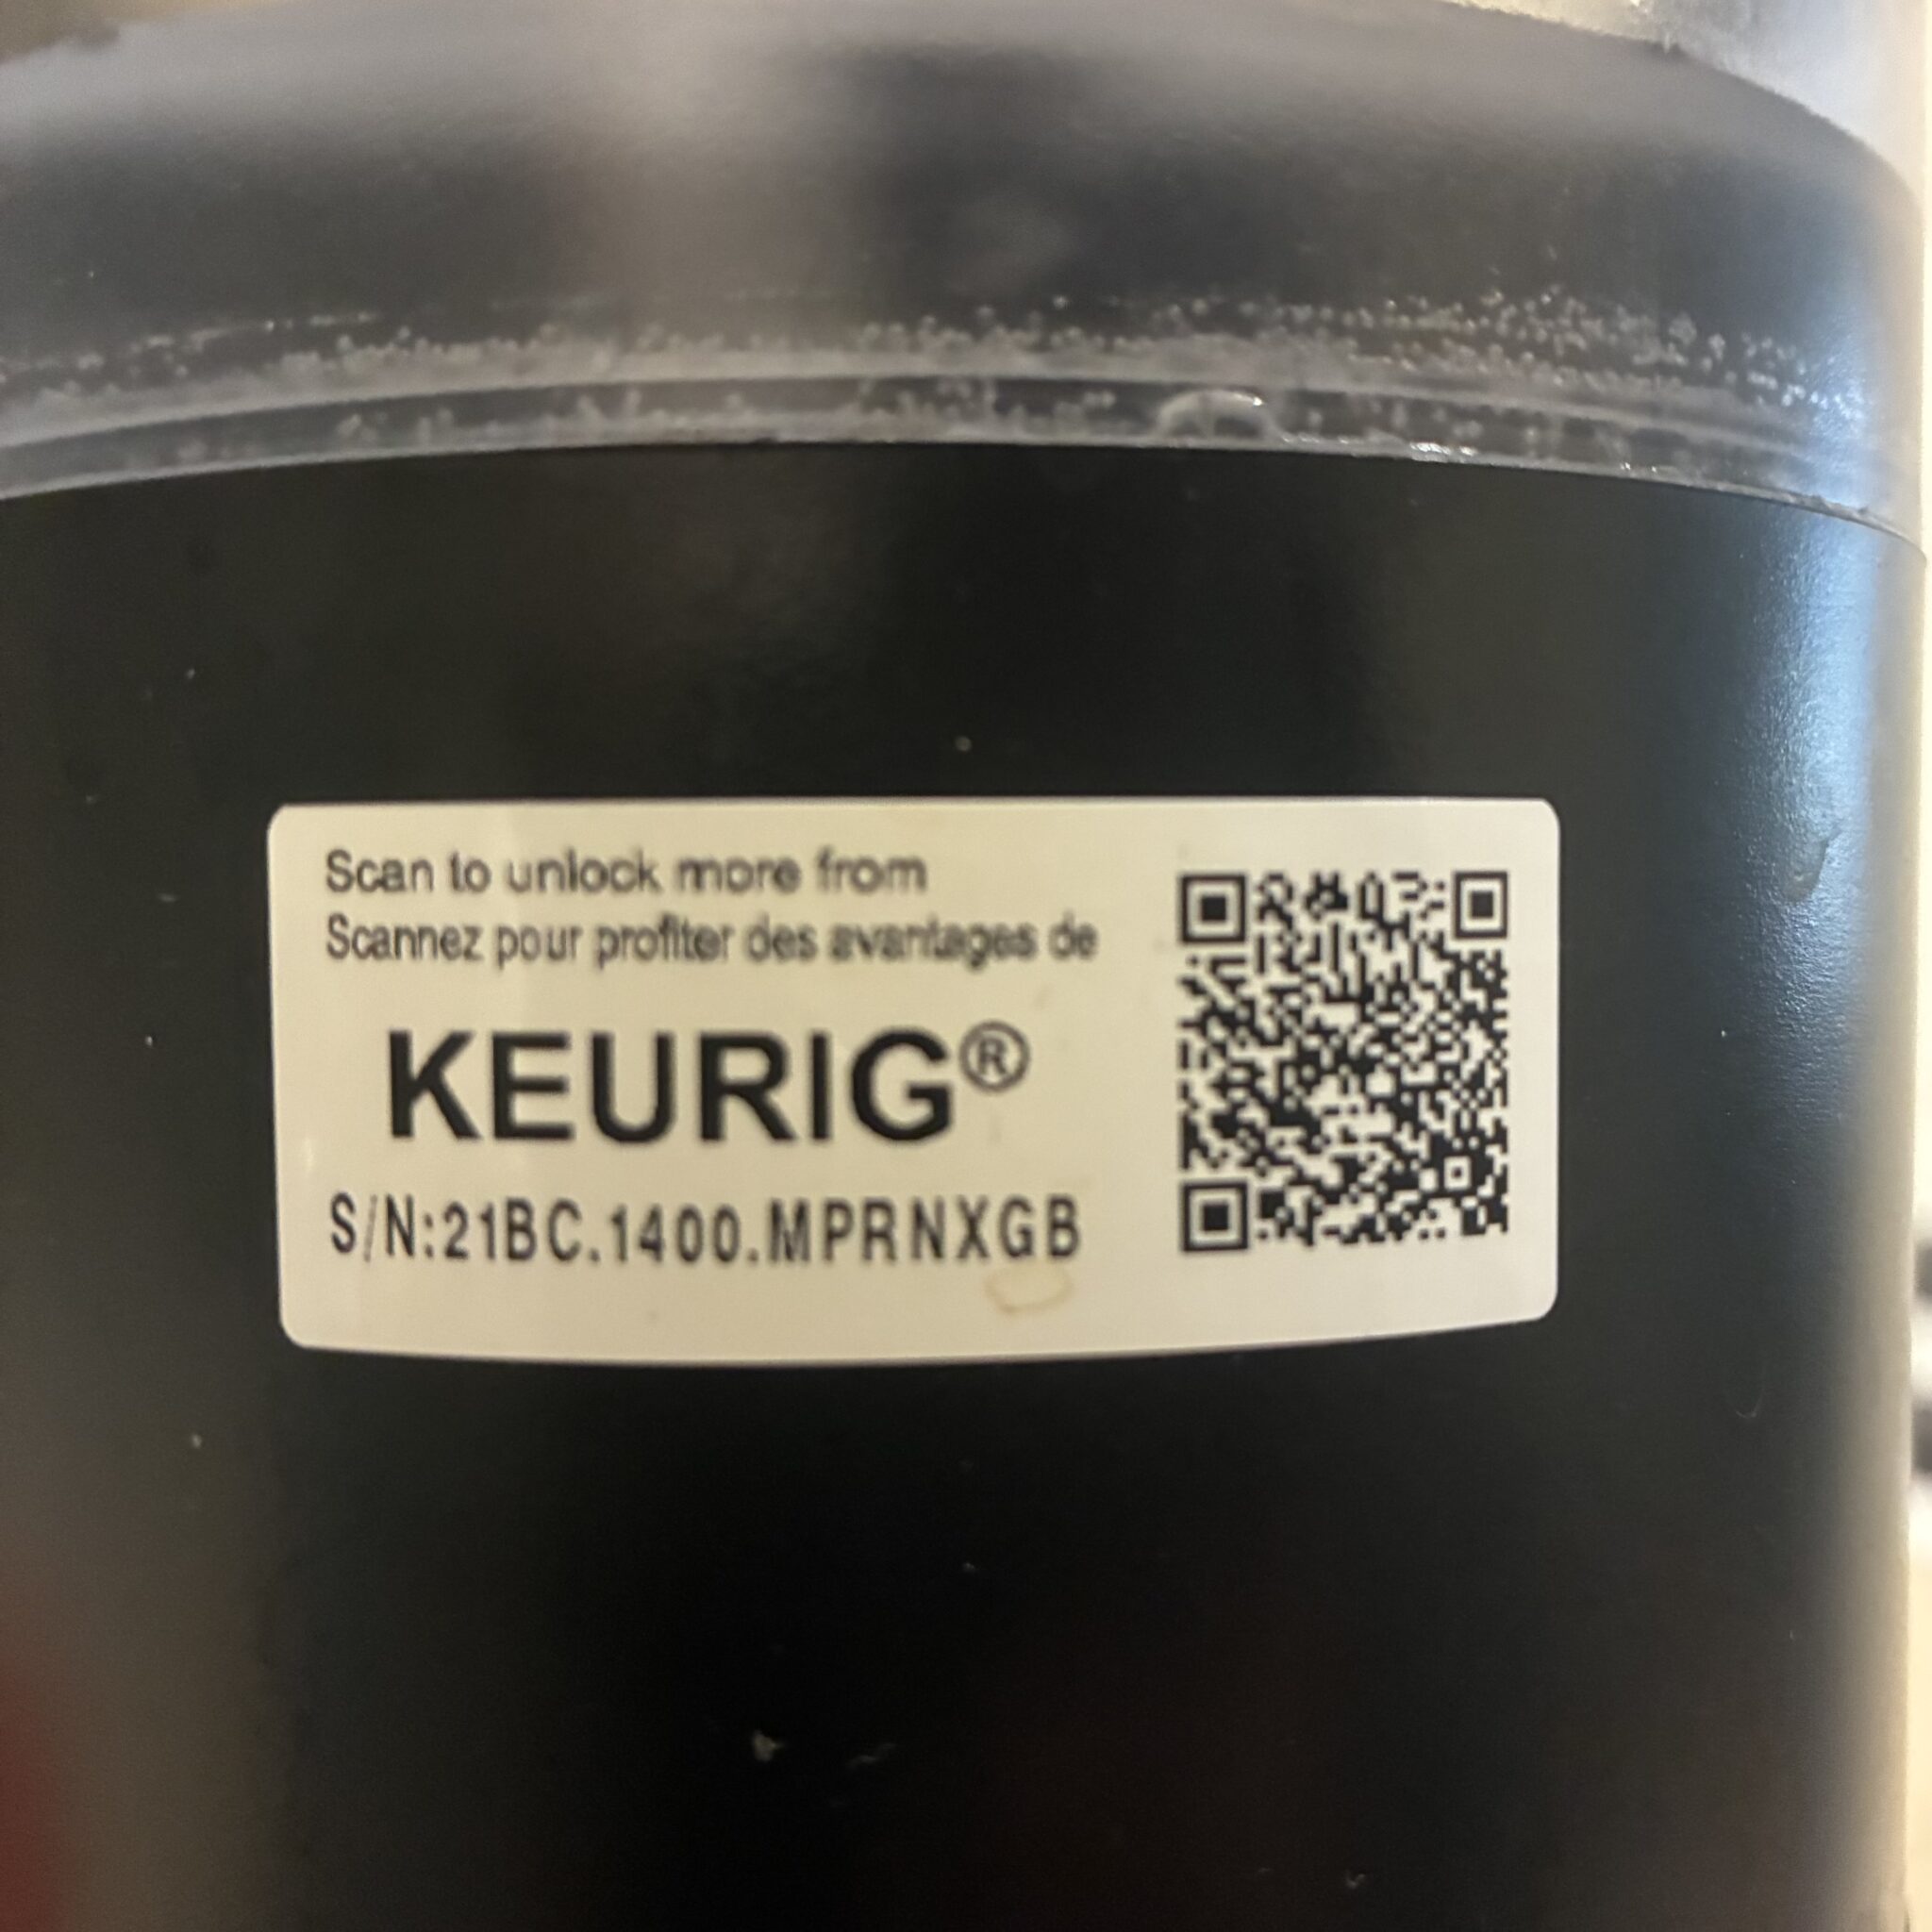 Scan to unlock more from
Scannez pour profiter des avantages de
KEURIG®
S/N:21BC.1400.MPRNXGB